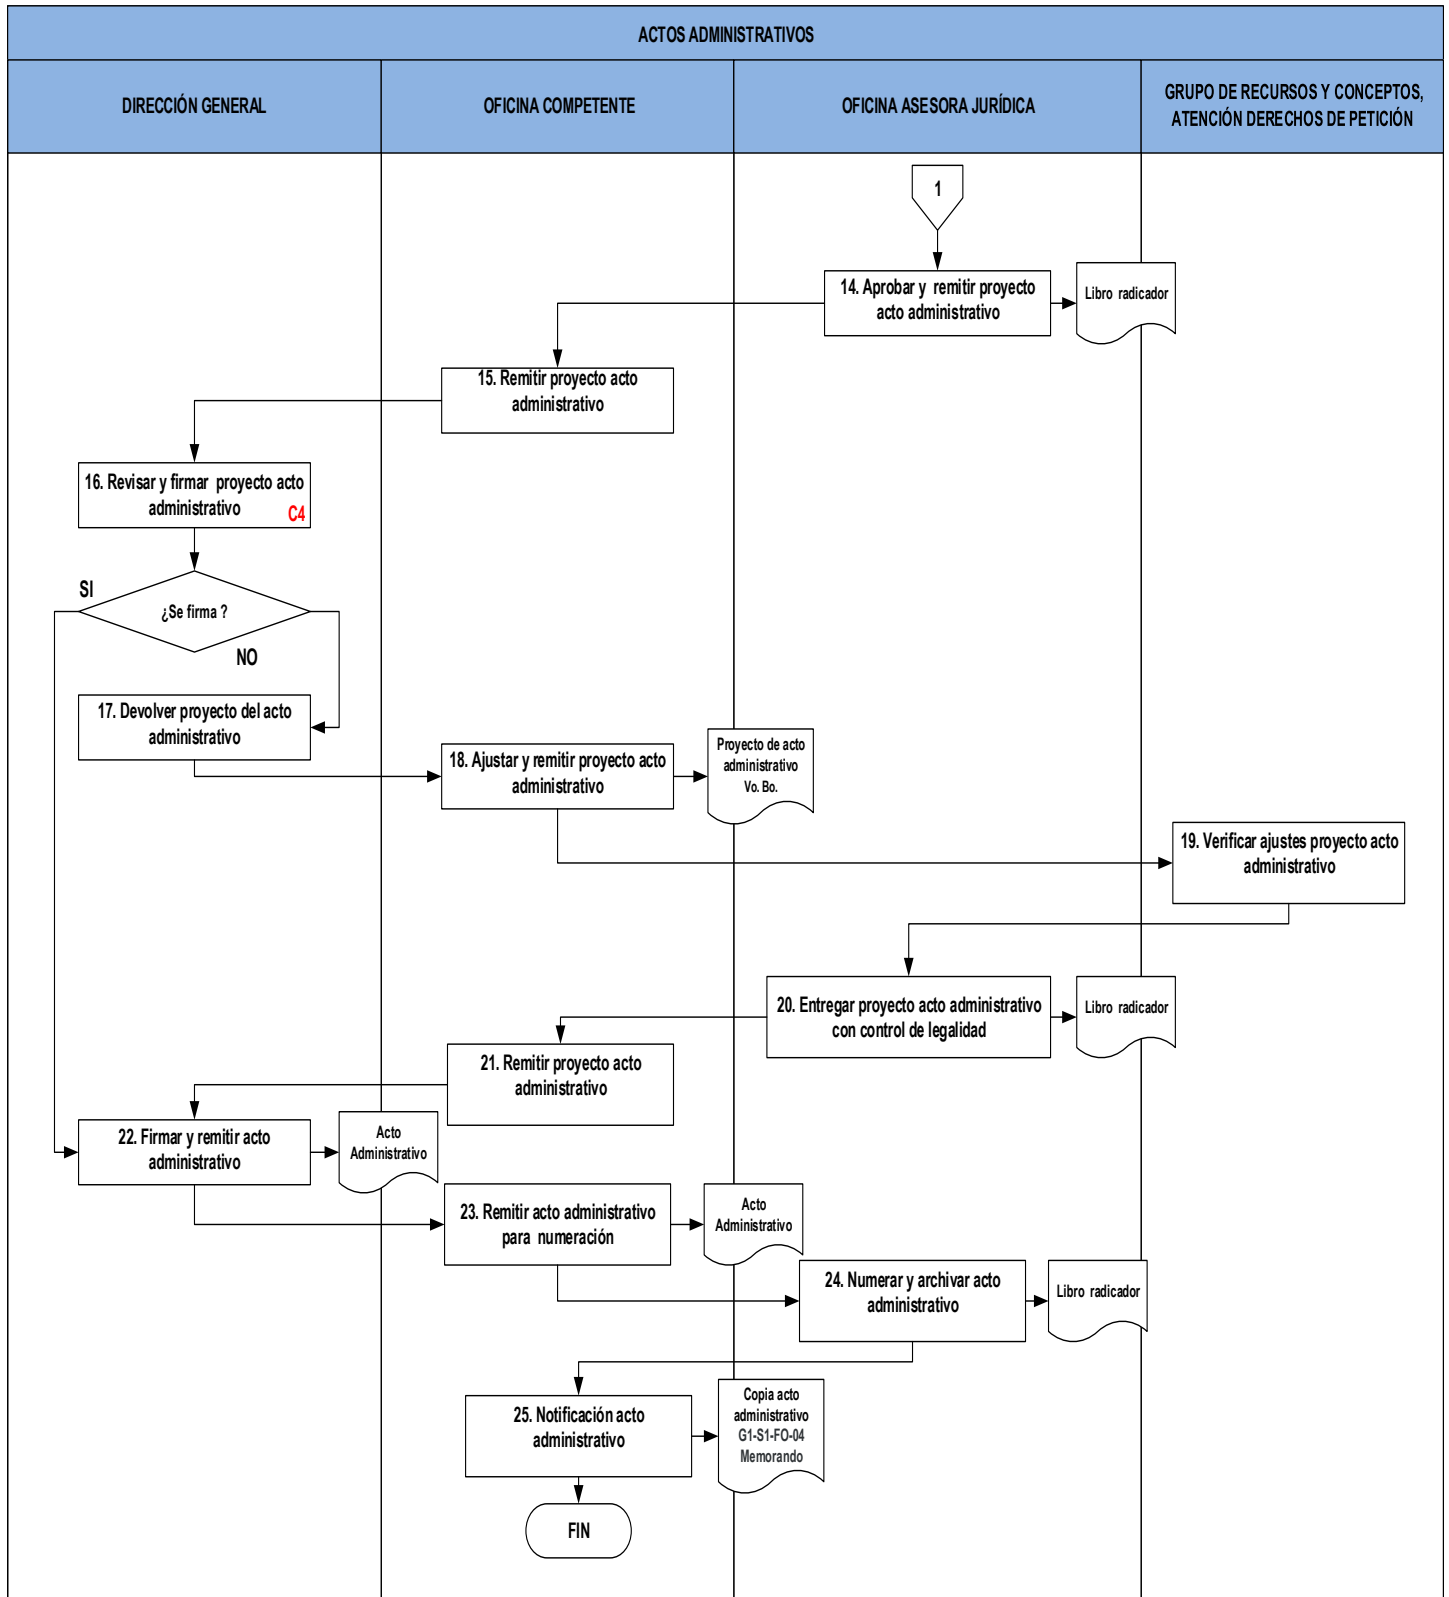 ACTOS ADMINISTRATIVOS
DIRECCIÓN GENERAL
OFICINA COMPETENTE
OFICINA ASESORA JURÍDICA
GRUPO DE RECURSOS Y CONCEPTOS,
ATENCIÓN DERECHOS DE PETICIÓN
1
14. Aprobar y remitir proyecto
acto administrativo
Libro radicador
15. Remitir proyecto acto
administrativo
16. Revisar y firmar proyecto acto
administrativo
C4
SI
¿Se firma ?
NO
17. Devolver proyecto del acto
administrativo
18. Ajustar y remitir proyecto acto
administrativo
Proyecto de acto
administrativo
Vo. Bo.
19. Verificar ajustes proyecto acto
administrativo
20. Entregar proyecto acto administrativo
con control de legalidad
Libro radicador
21. Remitir proyecto acto
administrativo
22. Firmar y remitir acto
administrativo
Acto
Administrativo
23. Remitir acto administrativo
para numeración
Acto
Administrativo
24. Numerar y archivar acto
administrativo
Libro radicador
25. Notificación acto
administrativo
Copia acto
administrativo
G1-S1-FO-04
Memorando
FIN